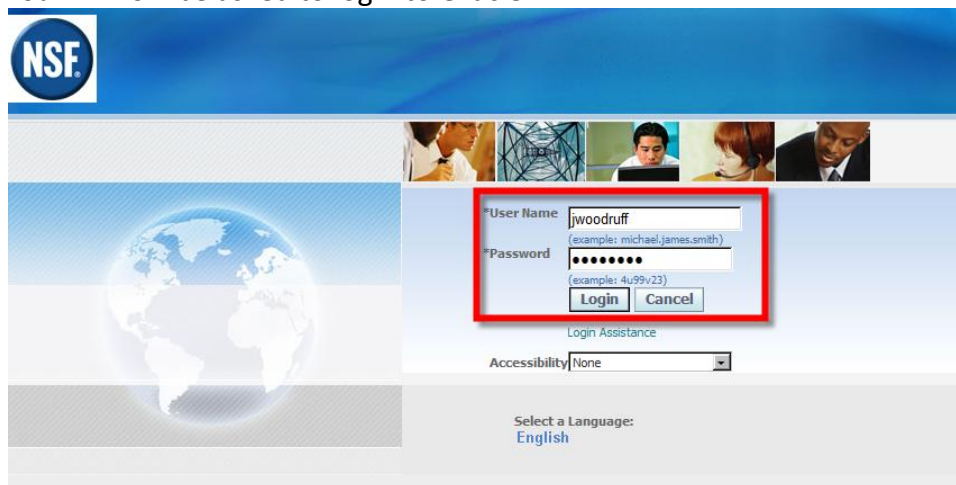 NSF.
*User Name
jwoodruff
(example: michael.james.smith)
*Password
••••••••
(example: 4u99v23)
Login Cancel
Login Assistance
Accessibility None
Select a Language:
English